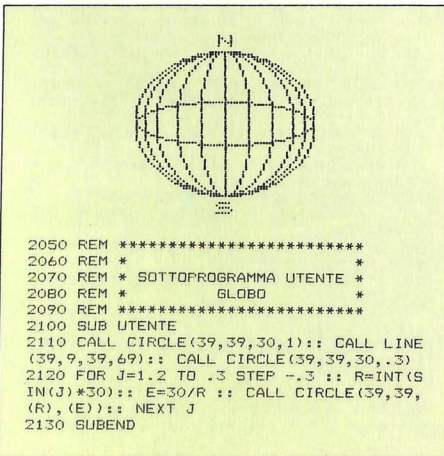 N
S
2050 REM *************************
2060 REM *                       *
2070 REM * SOTTOPROGRAMMA UTENTE *
2080 REM *         GLOBO         *
2090 REM *************************
2100 SUB UTENTE
2110 CALL CIRCLE(39,39,30,1):: CALL LINE
(39,9,39,69):: CALL CIRCLE(39,39,30,.3)
2120 FOR J=1.2 TO .3 STEP -.3 :: R=INT(S
IN(J)*30):: E=30/R :: CALL CIRCLE(39,39,
(R),(E)):: NEXT J
2130 SUBEND